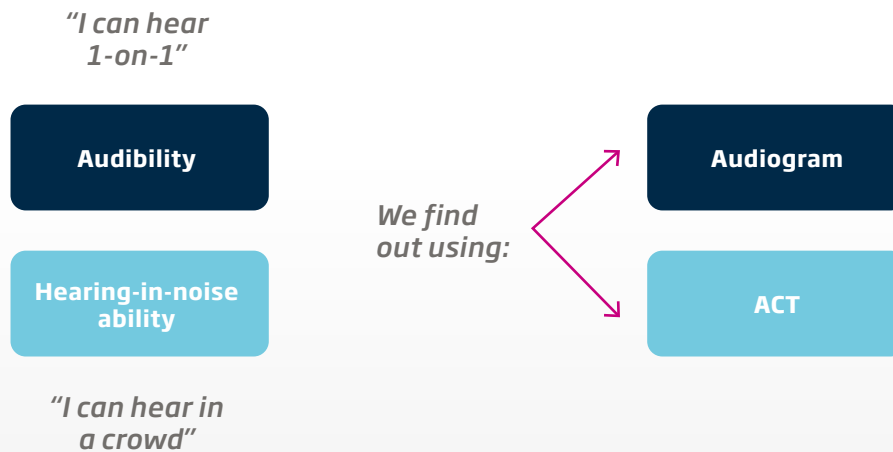 “I can hear
1-on-1”
Audibility
Audiogram
We find
out using:
Hearing-in-noise
ability
ACT
“I can hear in
a crowd”